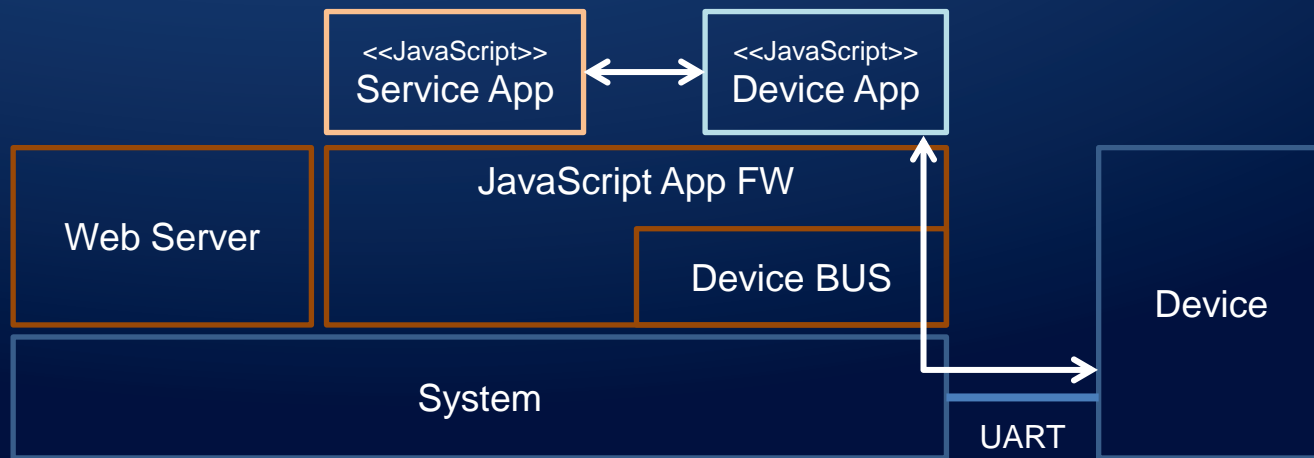 <<JavaScript>>
Service App
<<JavaScript>>
Device App
Web Server
JavaScript App FW
Device BUS
Device
System
UART